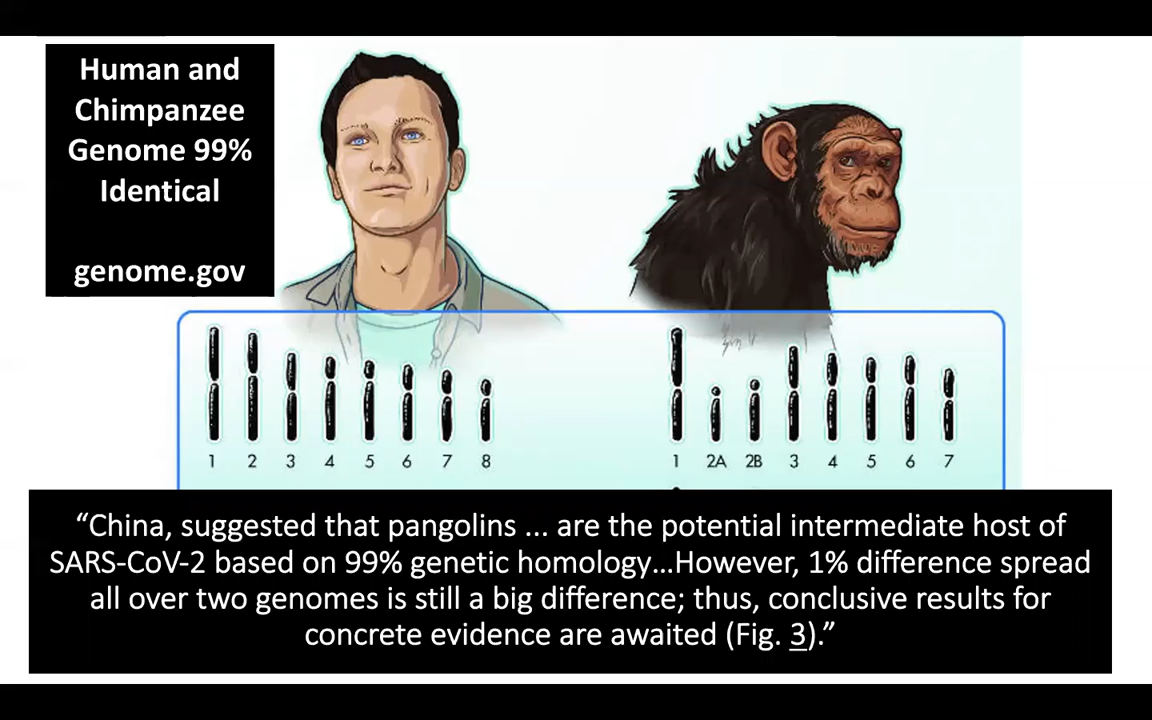 Human and
Chimpanzee
Genome 99%
Identical
genome.gov
1 2 3 4 5 6 7 8
1 2A 2B 3 4 5 6 7
“China, suggested that pangolins ... are the potential intermediate host of
SARS-CoV-2 based on 99% genetic homology...However, 1% difference spread
all over two genomes is still a big difference; thus, conclusive results for
concrete evidence are awaited (Fig. 3).”